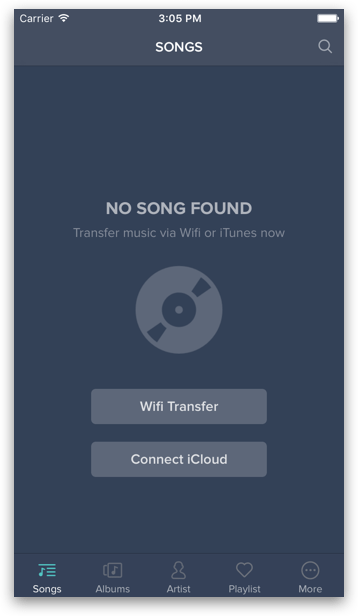 Carrier 3:05 PM
SONGS
NO SONG FOUND
Transfer music via Wifi or iTunes now
Wifi Transfer
Connect iCloud
Songs Albums Artist Playlist More